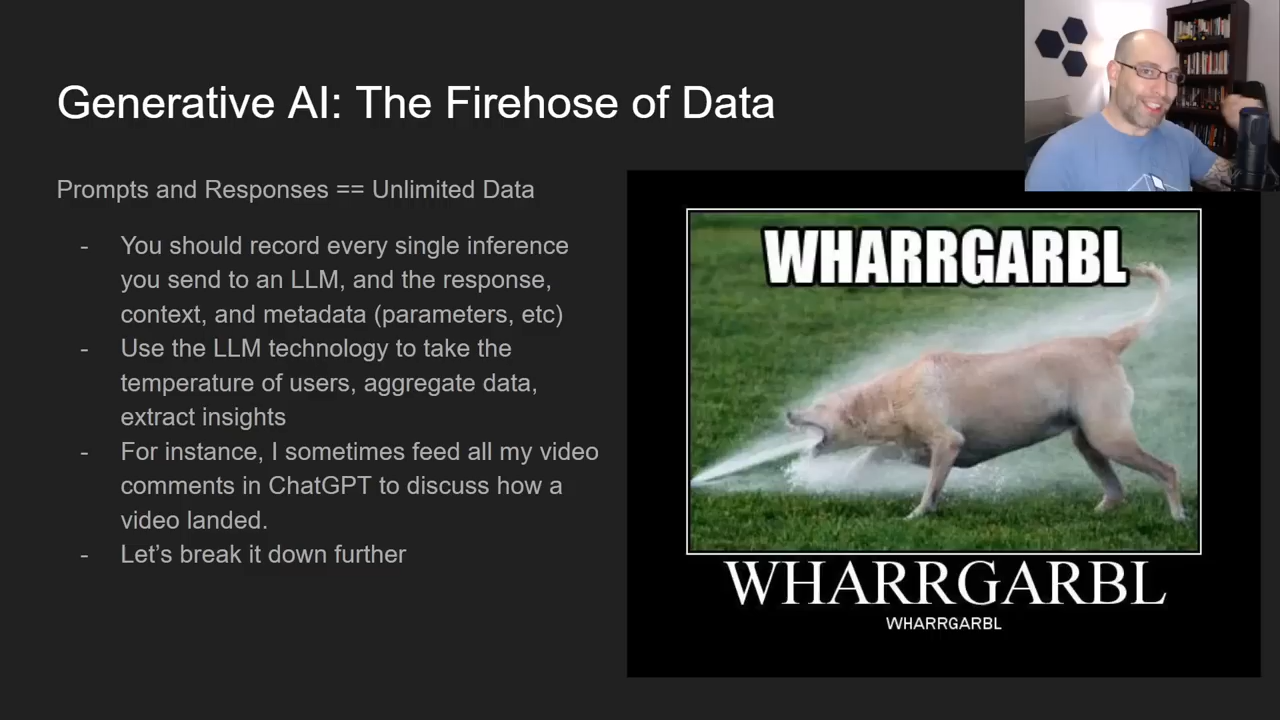 Generative AI: The Firehose of Data
Prompts and Responses == Unlimited Data
- You should record every single inference
you send to an LLM, and the response,
context, and metadata (parameters, etc)
- Use the LLM technology to take the
temperature of users, aggregate data,
extract insights
- For instance, I sometimes feed all my video
comments in ChatGPT to discuss how a
video landed.
- Let’s break it down further
WHARRGARBL
WHARRGARBL
WHARRGARBL